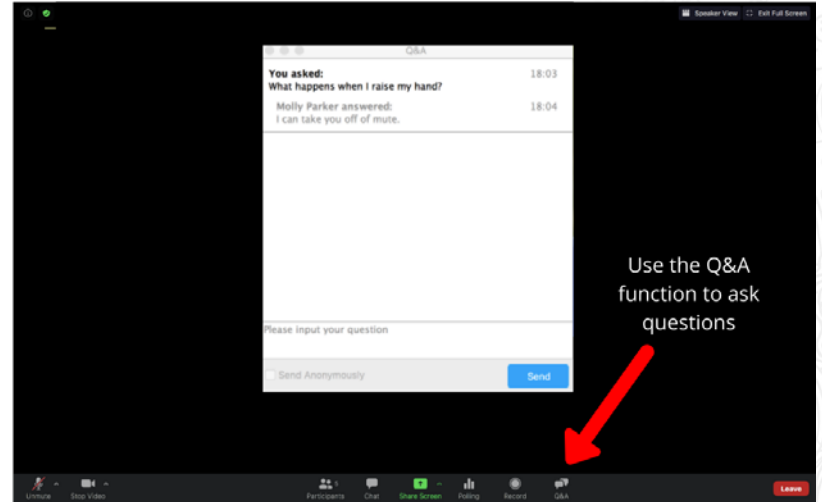 Speaker View Exit Full Screen
Q&A
You asked: 18:03
What happens when I raise my hand?
Molly Parker answered: 18:04
I can take you off of mute.
Use the Q&A
function to ask
questions
Please input your question
Send Anonymously Send
Unmute Stop Video Participants Chat Share Screen Polling Record Q&A Leave